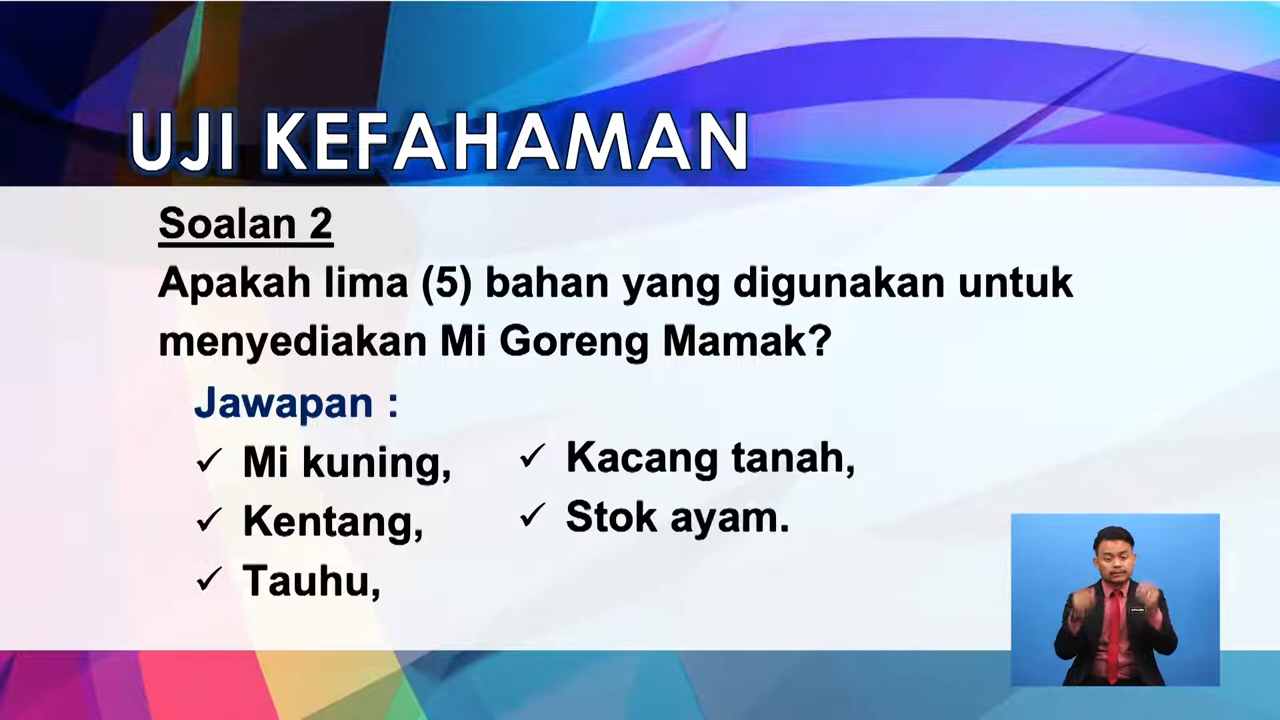 UJI KEFAHAMAN
Soalan 2
Apakah lima (5) bahan yang digunakan untuk
menyediakan Mi Goreng Mamak?
Jawapan :
✓ Mi kuning,
✓ Kentang,
✓ Tauhu,
✓ Kacang tanah,
✓ Stok ayam.